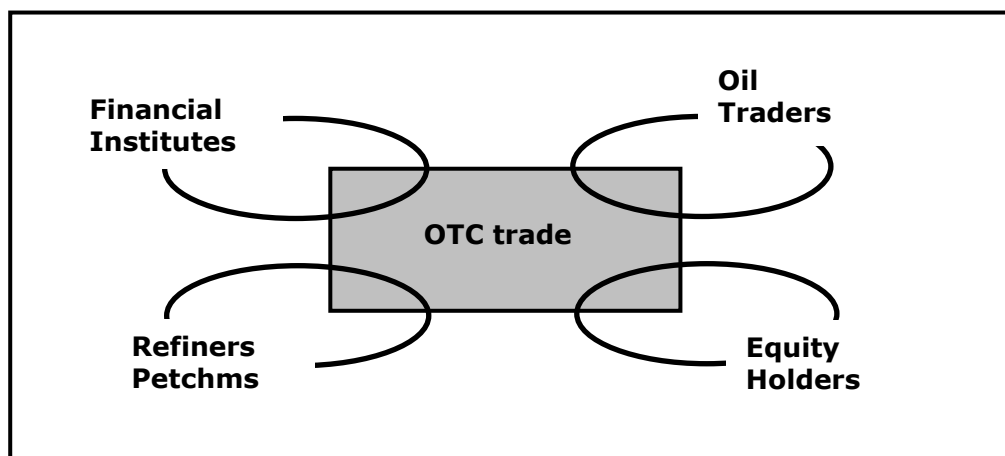 Financial
Institutes
Oil
Traders
OTC trade
Refiners
Petchms
Equity
Holders